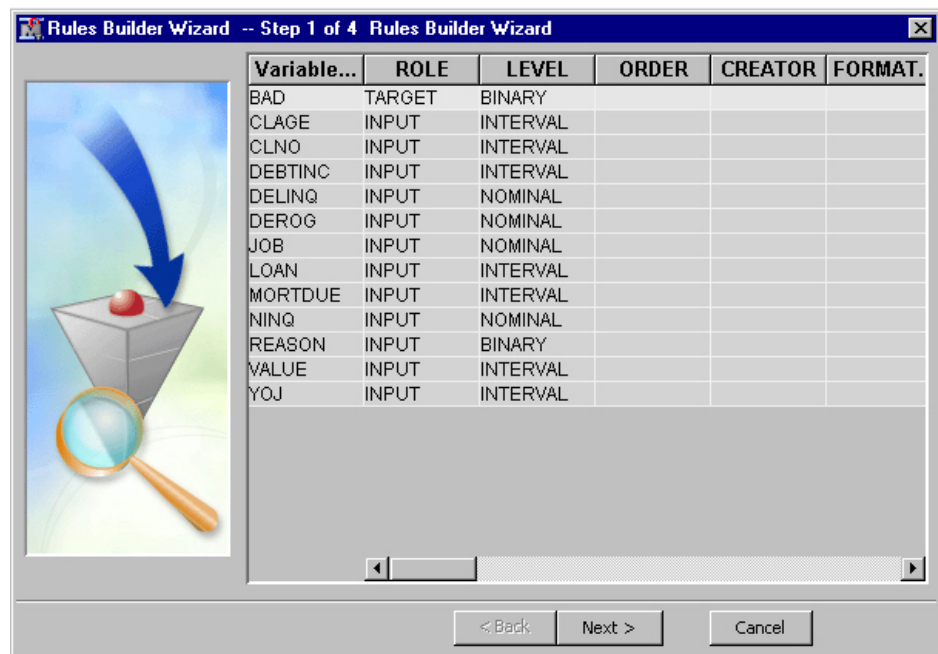 Rules Builder Wizard -- Step 1 of 4 Rules Builder Wizard
Variable... ROLE LEVEL ORDER CREATOR FORMAT.
BAD TARGET BINARY
CLAGE INPUT INTERVAL
CLNO INPUT INTERVAL
DEBTINC INPUT INTERVAL
DELINQ INPUT NOMINAL
DEROG INPUT NOMINAL
JOB INPUT NOMINAL
LOAN INPUT INTERVAL
MORTDUE INPUT INTERVAL
NINQ INPUT NOMINAL
REASON INPUT BINARY
VALUE INPUT INTERVAL
YOJ INPUT INTERVAL
< Back Next > Cancel